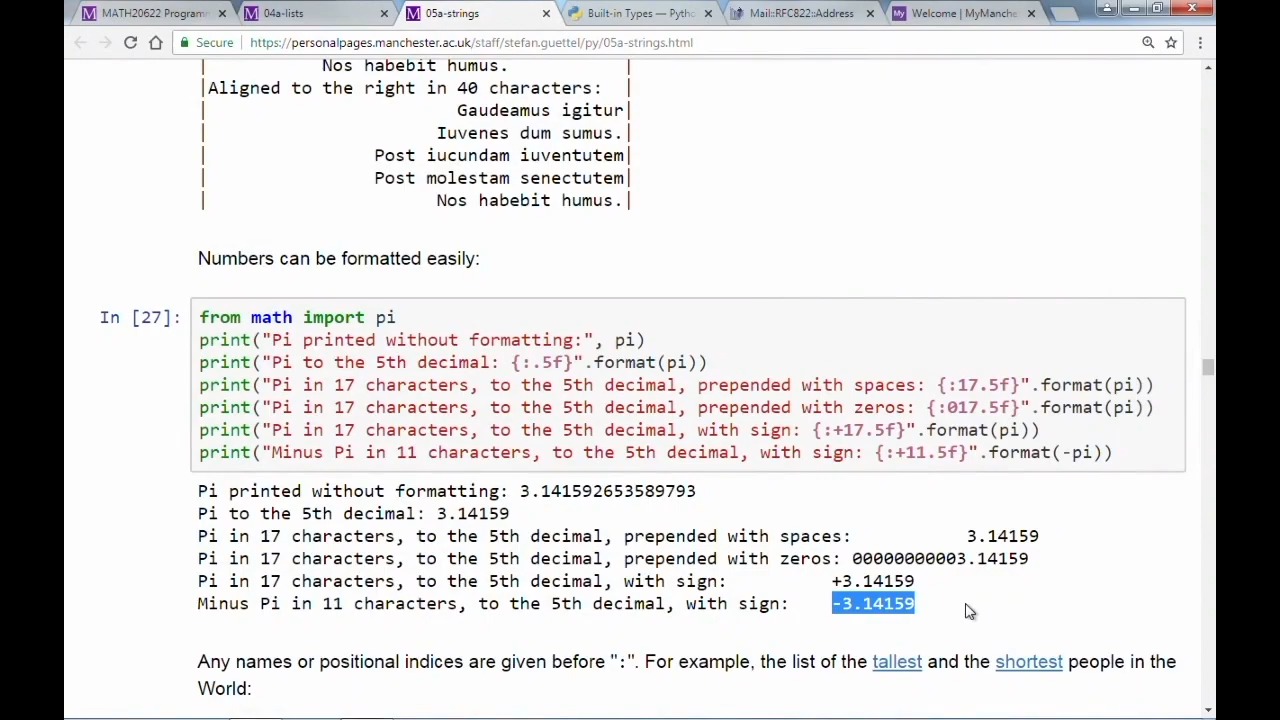 MATH20622 Programm
04a-lists
05a-strings
Built-in Types — Pytho
Mail::RFC822::Address
Welcome | MyManche
Secure
https://personalpages.manchester.ac.uk/staff/stefan.guettel/py/05a-strings.html
| Nos habebit humus. |
|Aligned to the right in 40 characters: |
| Gaudeamus igitur|
| Iuvenes dum sumus.|
| Post iucundam iuventutem|
| Post molestam senectutem|
| Nos habebit humus.|
Numbers can be formatted easily:
In [27]: from math import pi
print("Pi printed without formatting:", pi)
print("Pi to the 5th decimal: {:.5f}".format(pi))
print("Pi in 17 characters, to the 5th decimal, prepended with spaces: {:17.5f}".format(pi))
print("Pi in 17 characters, to the 5th decimal, prepended with zeros: {:017.5f}".format(pi))
print("Pi in 17 characters, to the 5th decimal, with sign: {:+17.5f}".format(pi))
print("Minus Pi in 11 characters, to the 5th decimal, with sign: {:+11.5f}".format(-pi))
Pi printed without formatting: 3.141592653589793
Pi to the 5th decimal: 3.14159
Pi in 17 characters, to the 5th decimal, prepended with spaces: 3.14159
Pi in 17 characters, to the 5th decimal, prepended with zeros: 00000000003.14159
Pi in 17 characters, to the 5th decimal, with sign: +3.14159
Minus Pi in 11 characters, to the 5th decimal, with sign: -3.14159
Any names or positional indices are given before ":". For example, the list of the tallest and the shortest people in the
World: